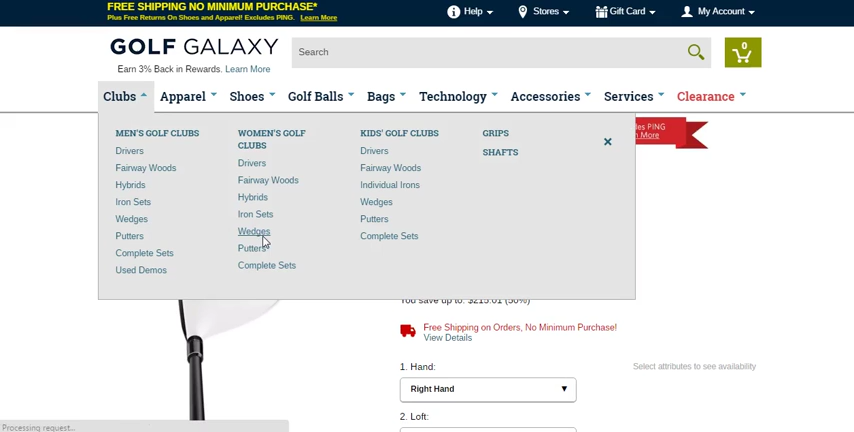 FREE SHIPPING NO MINIMUM PURCHASE*
Plus Free Returns On Shoes and Apparel! Excludes PING. Learn More
Help
Stores
Gift Card
My Account
GOLF GALAXY
Earn 3% Back in Rewards. Learn More
Search
0
Clubs
Apparel
Shoes
Golf Balls
Bags
Technology
Accessories
Services
Clearance
MEN'S GOLF CLUBS
Drivers
Fairway Woods
Hybrids
Iron Sets
Wedges
Putters
Complete Sets
Used Demos
WOMEN'S GOLF
CLUBS
Drivers
Fairway Woods
Hybrids
Iron Sets
Wedges
Putters
Complete Sets
KIDS' GOLF CLUBS
Drivers
Fairway Woods
Individual Irons
Wedges
Putters
Complete Sets
GRIPS
SHAFTS
PING
More
You save up to: $215.01 (50%)
Free Shipping on Orders, No Minimum Purchase!
View Details
1. Hand:
Select attributes to see availability
Right Hand
2. Loft:
Processing request...